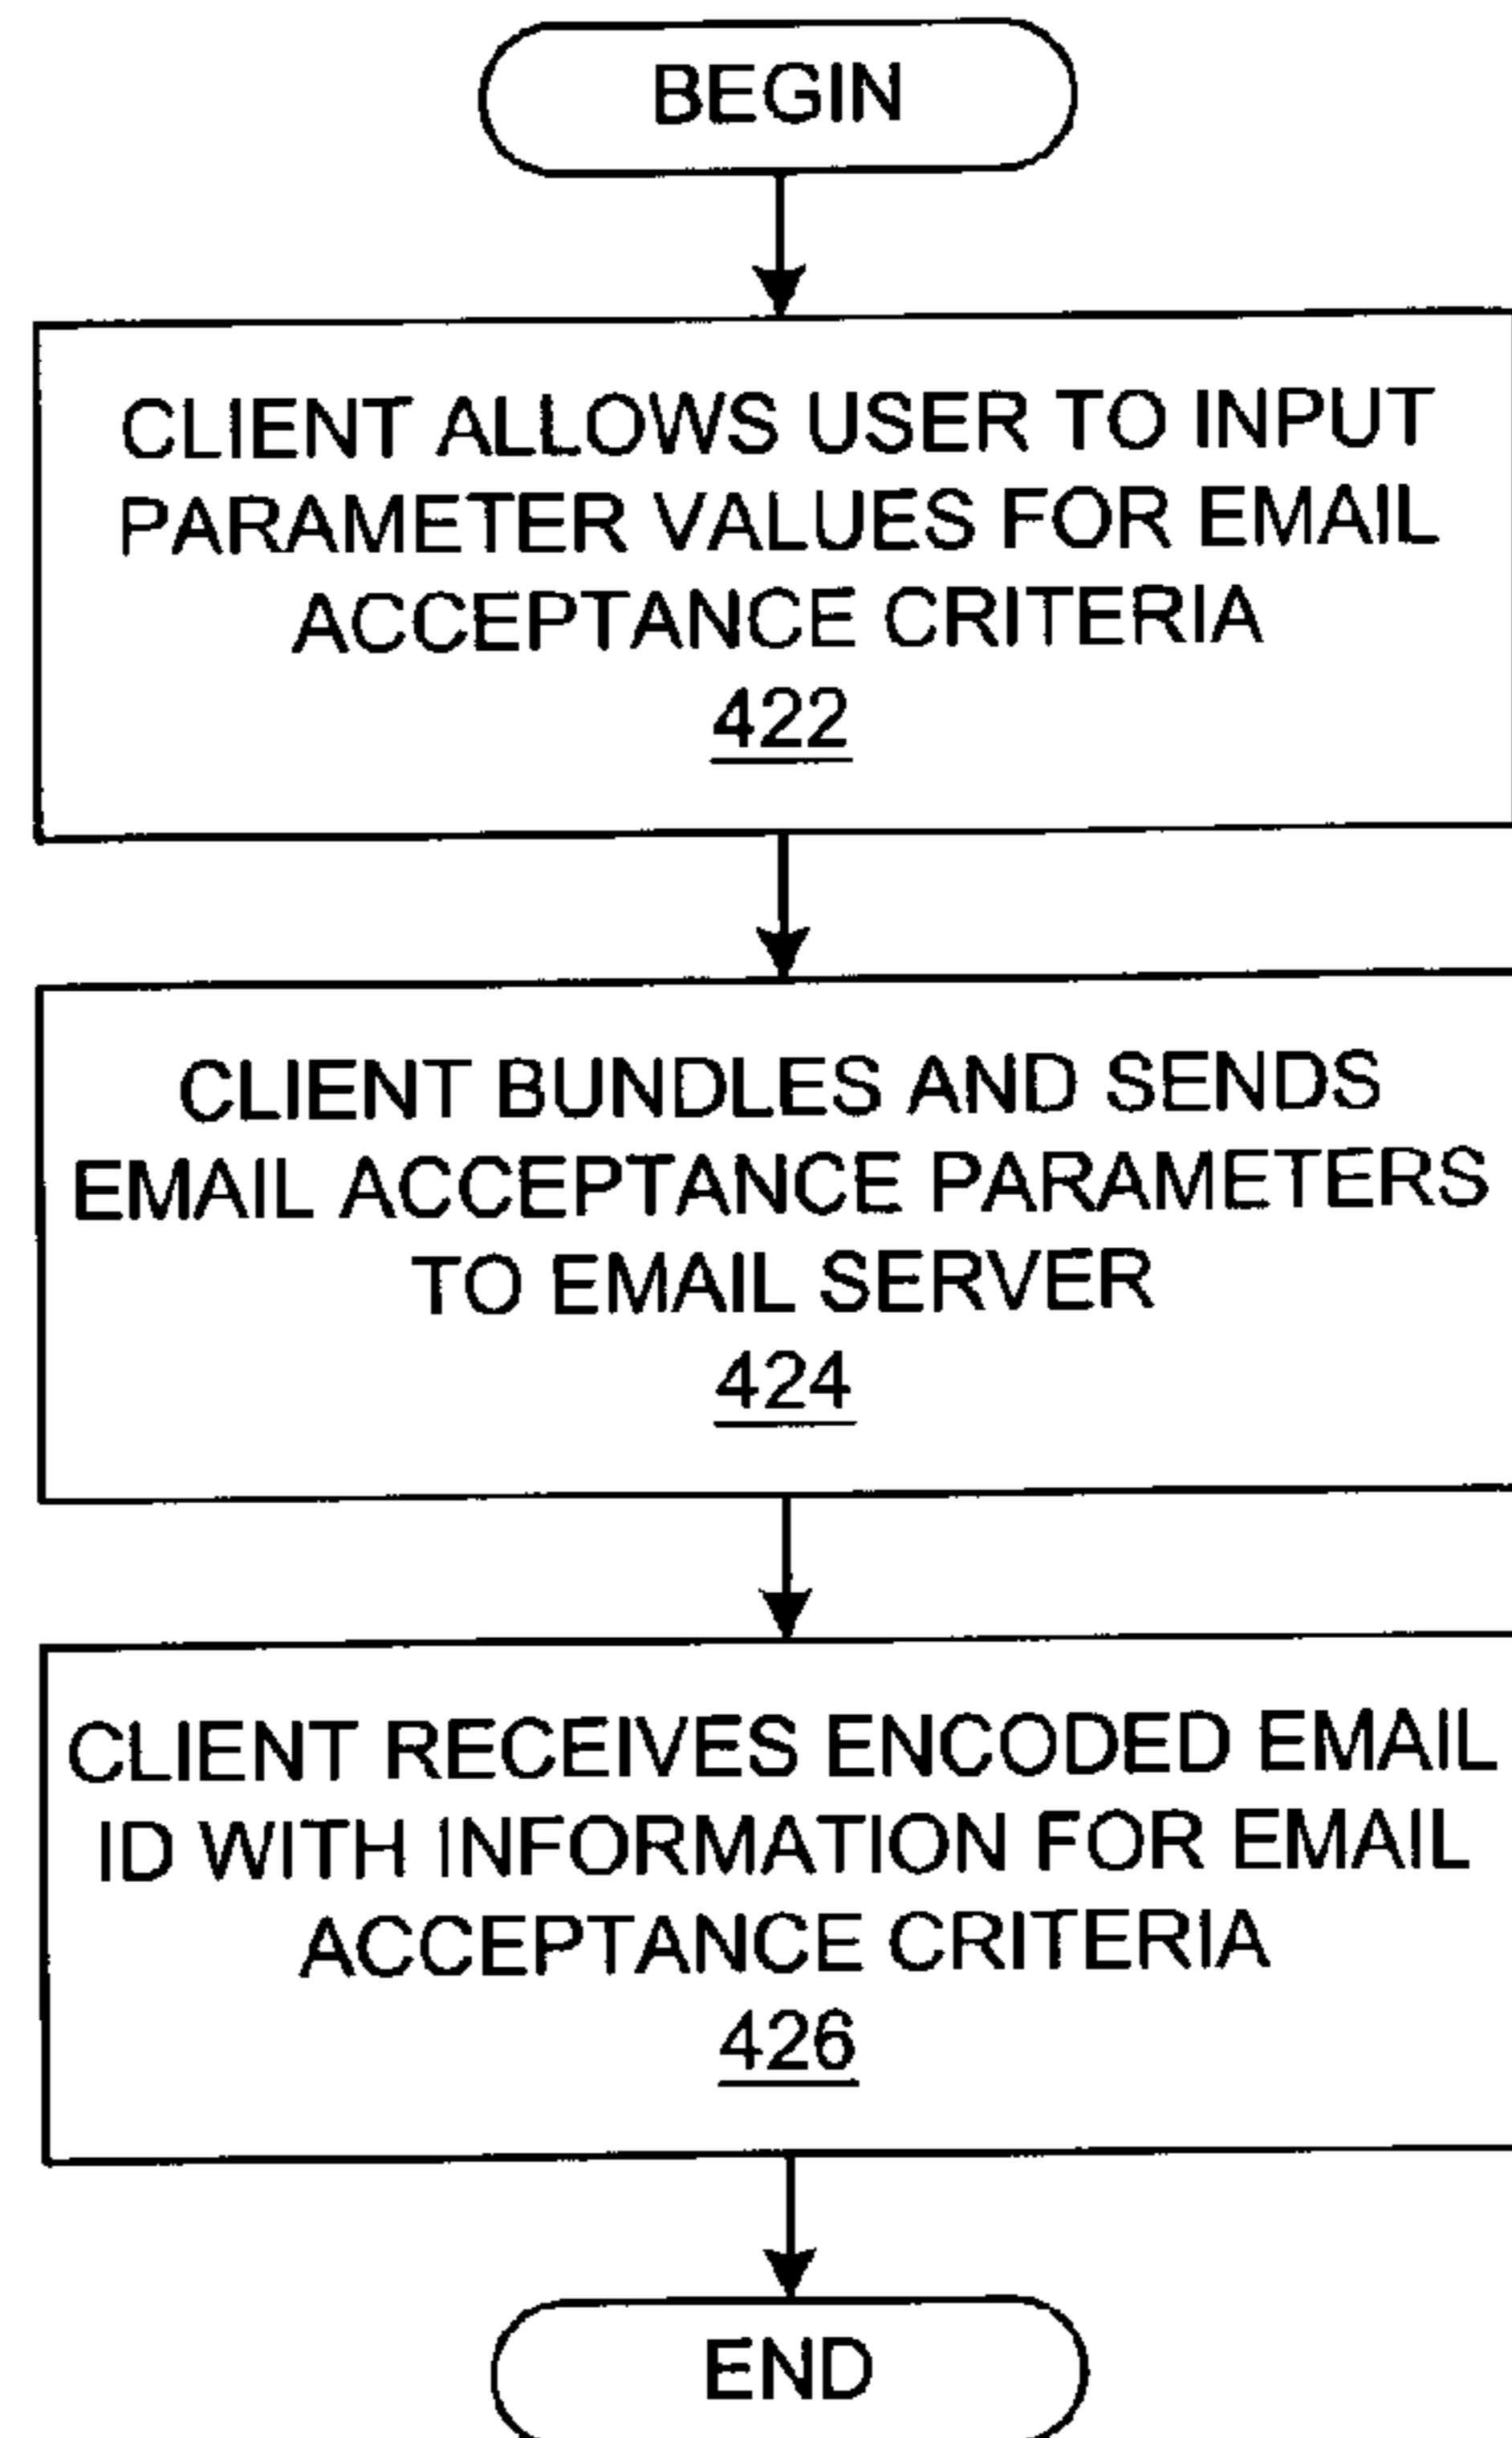 BEGIN
CLIENT ALLOWS USER TO INPUT
PARAMETER VALUES FOR EMAIL
ACCEPTANCE CRITERIA
422
CLIENT BUNDLES AND SENDS
EMAIL ACCEPTANCE PARAMETERS
TO EMAIL SERVER
424
CLIENT RECEIVES ENCODED EMAIL
ID WITH INFORMATION FOR EMAIL
ACCEPTANCE CRITERIA
426
END